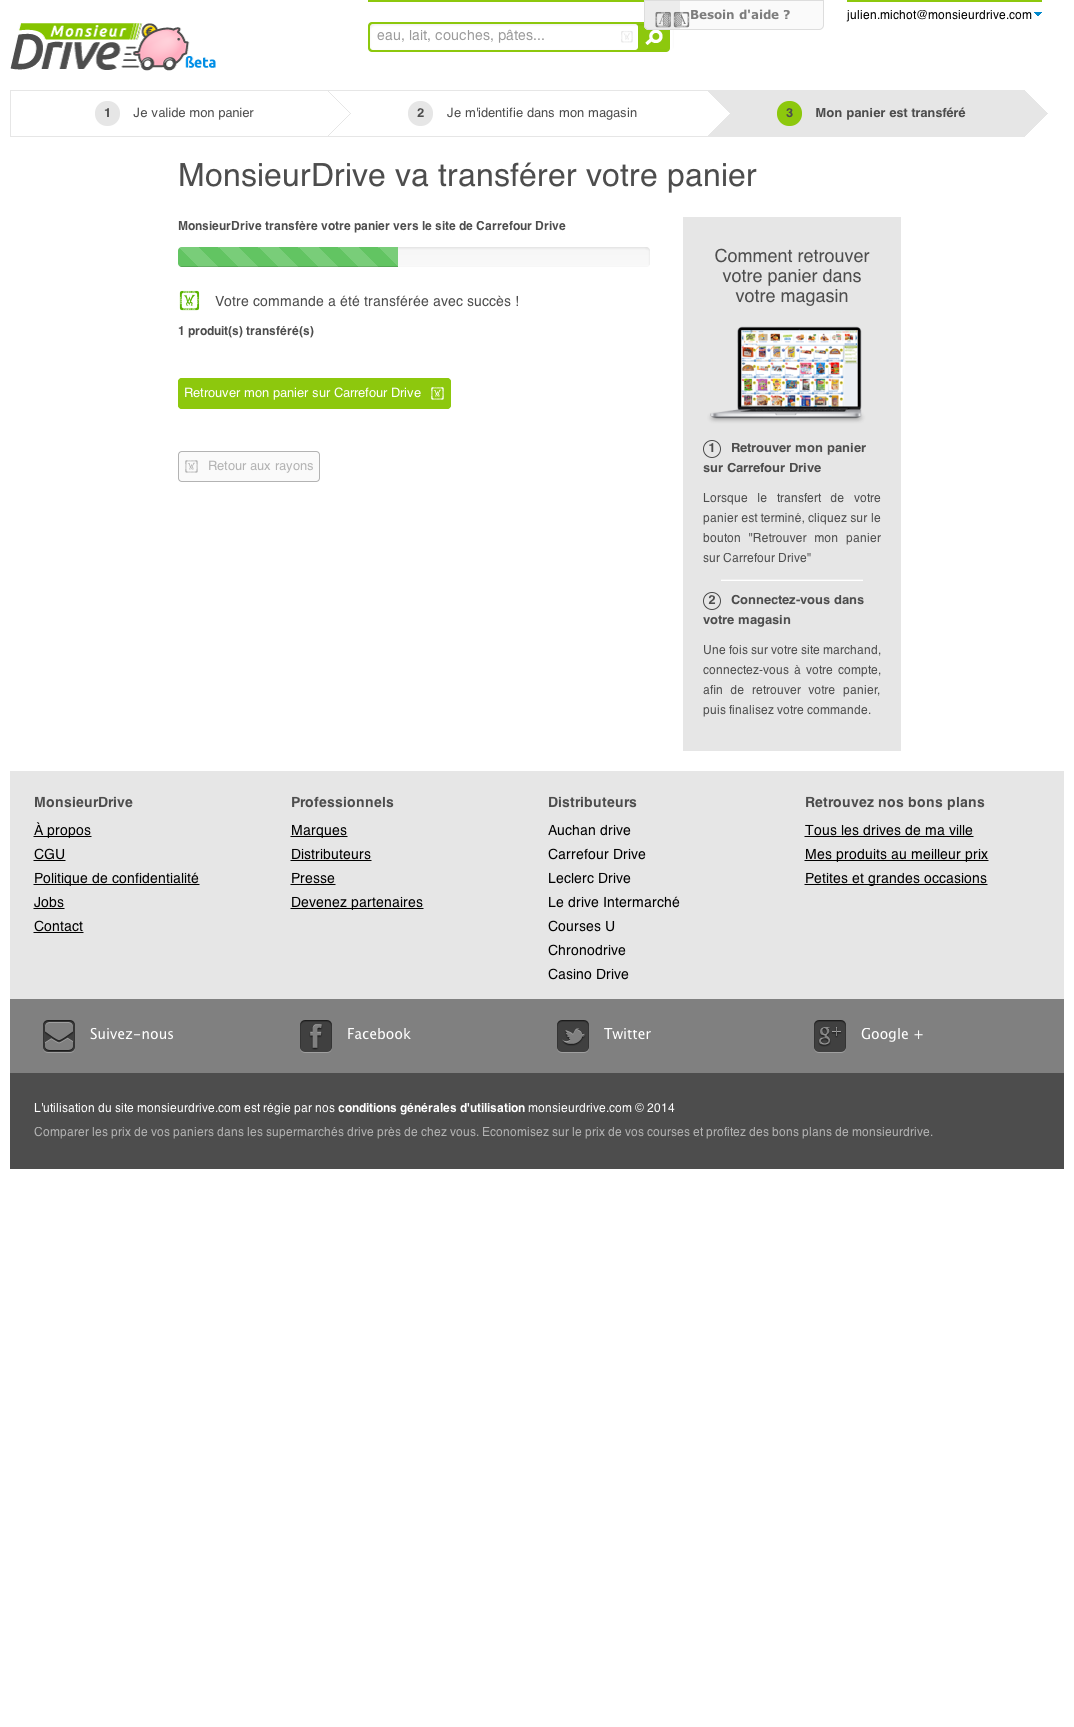 Monsieur
Drive
Beta
eau, lait, couches, pâtes...
Besoin d'aide ?
julien.michot@monsieurdrive.com
1 Je valide mon panier
2 Je m'identifie dans mon magasin
3 Mon panier est transféré
MonsieurDrive va transférer votre panier
MonsieurDrive transfère votre panier vers le site de Carrefour Drive
Votre commande a été transférée avec succès !
1 produit(s) transféré(s)
Retrouver mon panier sur Carrefour Drive
Retour aux rayons
Comment retrouver
votre panier dans
votre magasin
1 Retrouver mon panier
sur Carrefour Drive
Lorsque le transfert de votre
panier est terminé, cliquez sur le
bouton "Retrouver mon panier
sur Carrefour Drive"
2 Connectez-vous dans
votre magasin
Une fois sur votre site marchand,
connectez-vous à votre compte,
afin de retrouver votre panier,
puis finalisez votre commande.
MonsieurDrive
À propos
CGU
Politique de confidentialité
Jobs
Contact
Professionnels
Marques
Distributeurs
Presse
Devenez partenaires
Distributeurs
Auchan drive
Carrefour Drive
Leclerc Drive
Le drive Intermarché
Courses U
Chronodrive
Casino Drive
Retrouvez nos bons plans
Tous les drives de ma ville
Mes produits au meilleur prix
Petites et grandes occasions
Suivez-nous
Facebook
Twitter
Google +
L'utilisation du site monsieurdrive.com est régie par nos conditions générales d'utilisation monsieurdrive.com © 2014
Comparer les prix de vos paniers dans les supermarchés drive près de chez vous. Economisez sur le prix de vos courses et profitez des bons plans de monsieurdrive.